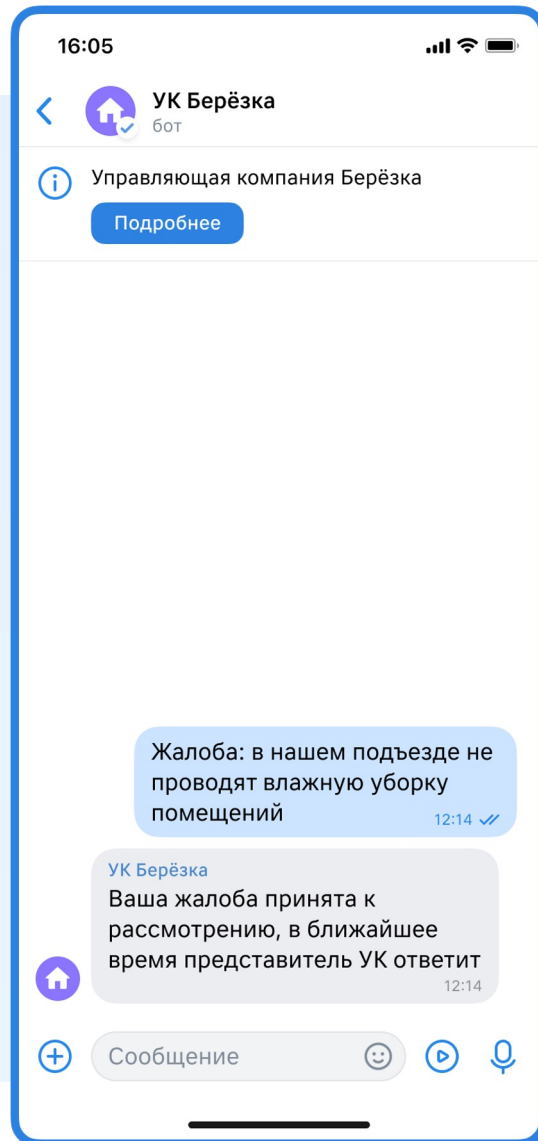 16:05
УК Берёзка
бот
Управляющая компания Берёзка
Подробнее
Жалоба: в нашем подъезде не
проводят влажную уборку
помещений
12:14
УК Берёзка
Ваша жалоба принята к
рассмотрению, в ближайшее
время представитель УК ответит
12:14
Сообщение